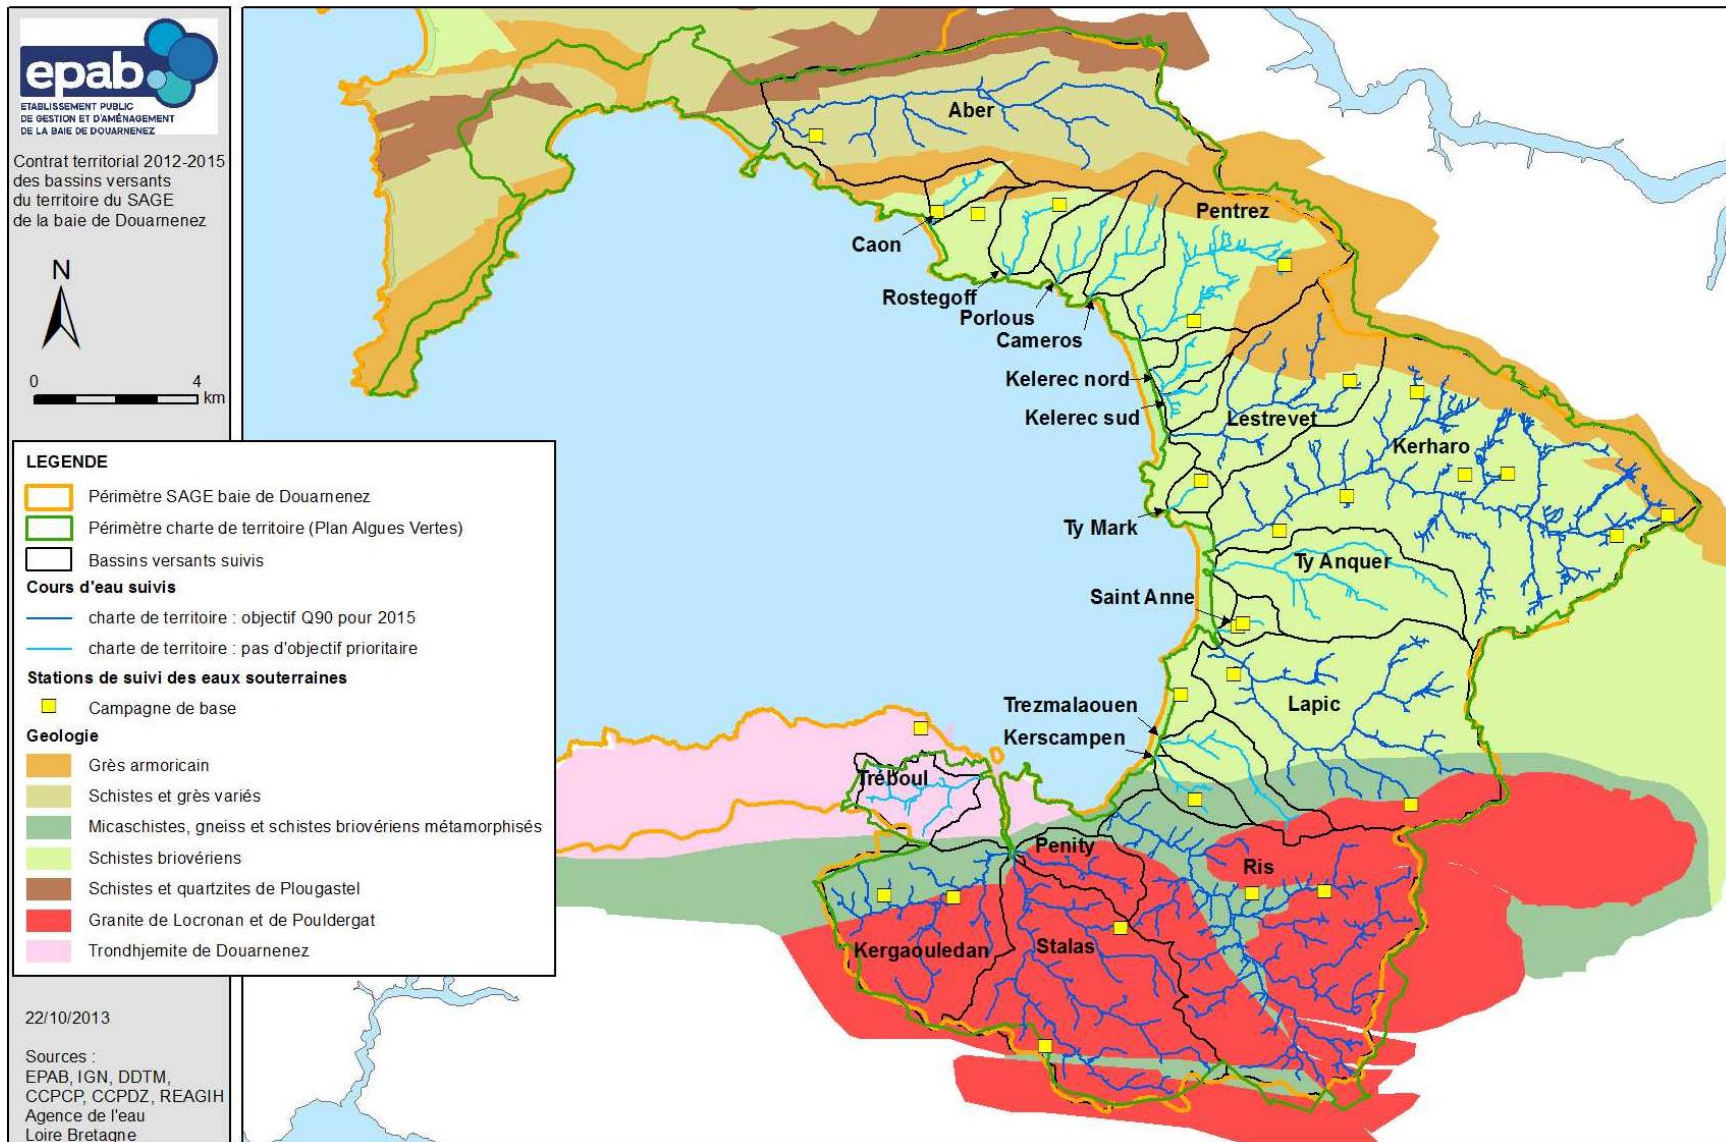 epab
ETABLISSEMENT PUBLIC
DE GESTION ET D'AMÉNAGEMENT
DE LA BAIE DE DOUARNENEZ
Contrat territorial 2012-2015
des bassins versants
du territoire du SAGE
de la baie de Douarnenez
N
0 4
km
LEGENDE
Périmètre SAGE baie de Douarnenez
Périmètre charte de territoire (Plan Algues Vertes)
Bassins versants suivis
Cours d'eau suivis
charte de territoire : objectif Q90 pour 2015
charte de territoire : pas d'objectif prioritaire
Stations de suivi des eaux souterraines
Campagne de base
Geologie
Grès armoricain
Schistes et grès variés
Micaschistes, gneiss et schistes briovériens métamorphisés
Schistes briovériens
Schistes et quartzites de Plougastel
Granite de Locronan et de Pouldergat
Trondhjemite de Douarnenez
22/10/2013
Sources :
EPAB, IGN, DDTM,
CCPCP, CCPDZ, REAGIH
Agence de l'eau
Loire Bretagne
Aber
Pentrez
Caon
Rostegoff
Porlous
Cameros
Kelerec nord
Kelerec sud
Lestrevet
Kerharo
Ty Mark
Ty Anquer
Saint Anne
Lapic
Trezmalaouen
Kerscampen
Tréboul
Penity
Ris
Kergaouledan
Stalas